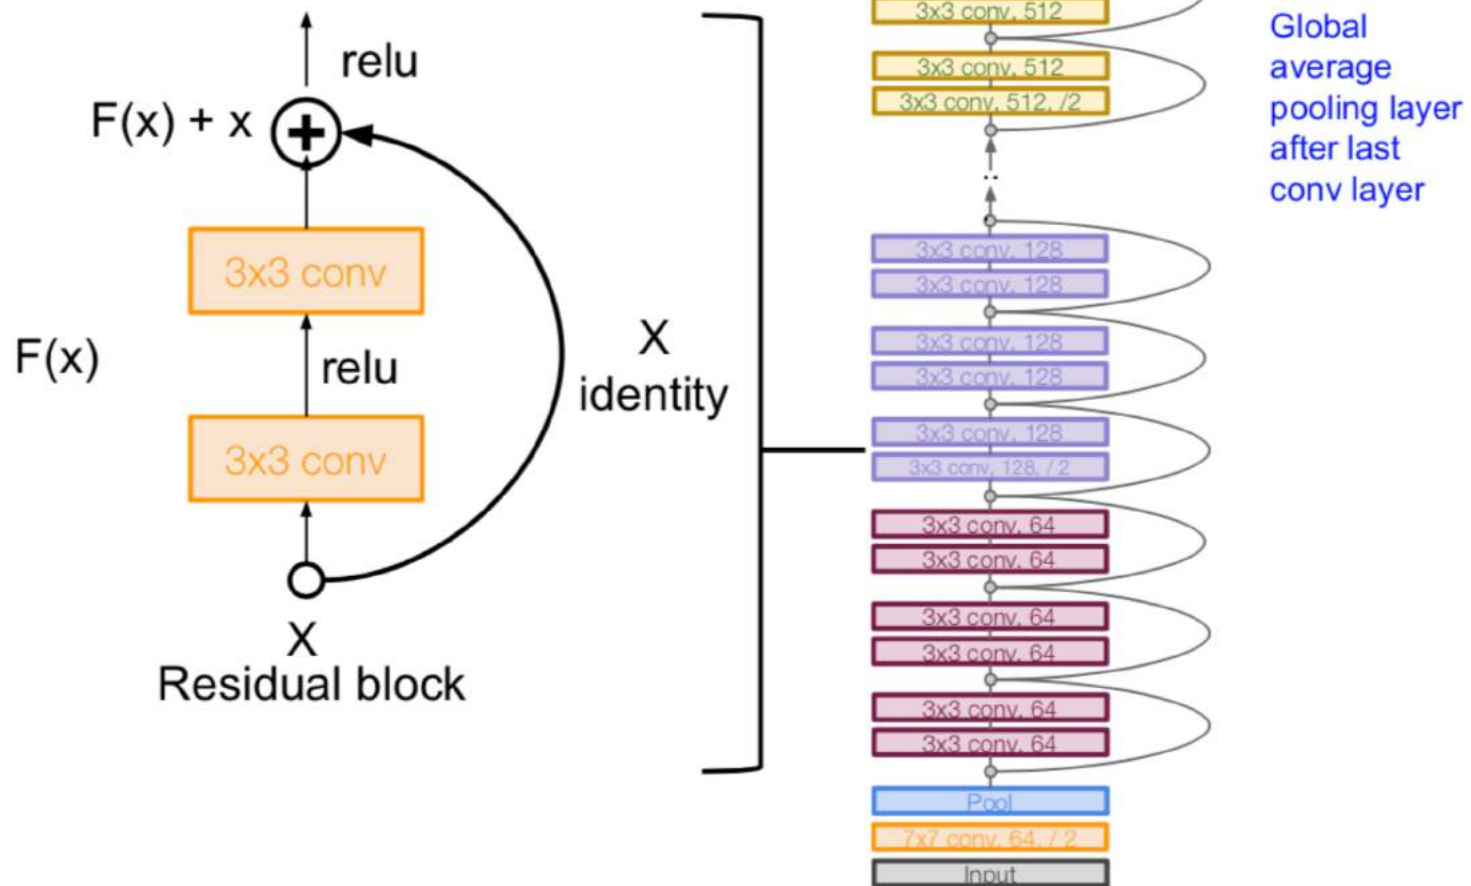 relu
F(x) + x
3x3 conv
F(x)
relu
X
identity
3x3 conv
X
Residual block
3x3 conv, 512
3x3 conv, 512
3x3 conv, 512, /2
..
3x3 conv, 128
3x3 conv, 128
3x3 conv, 128
3x3 conv, 128
3x3 conv, 128
3x3 conv, 128, / 2
3x3 conv, 64
3x3 conv, 64
3x3 conv, 64
3x3 conv, 64
3x3 conv, 64
3x3 conv, 64
Pool
7x7 conv, 64, / 2
Input
Global
average
pooling layer
after last
conv layer